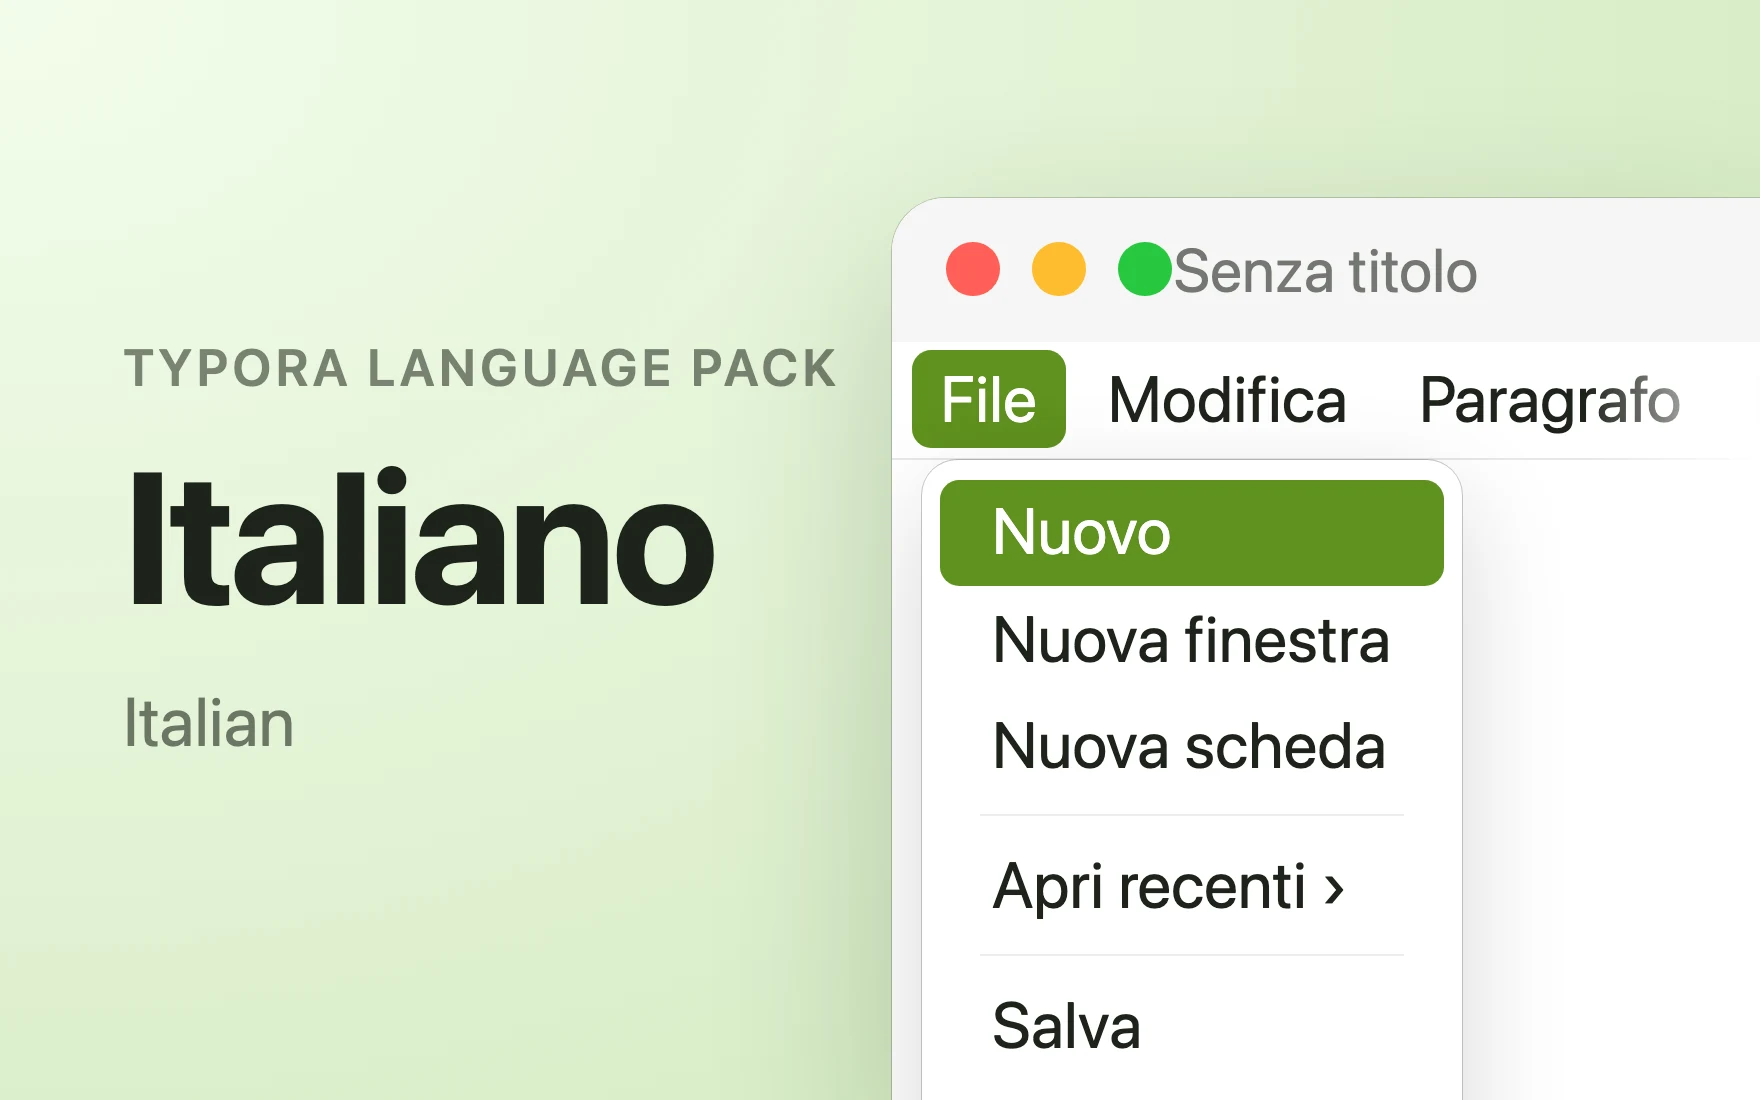 TYPORA LANGUAGE PACK
Italiano
Italian
Senza titolo
File Modifica Paragrafo
Nuovo
Nuova finestra
Nuova scheda
Apri recenti ›
Salva